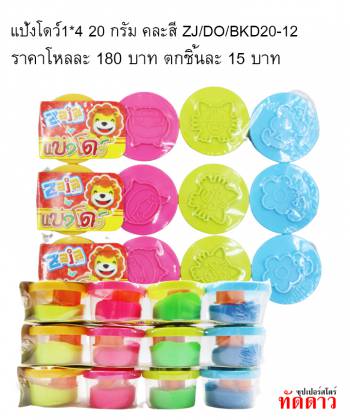 แป้งโดว์1*4 20 กรัม คละสี ZJ/DO/BKD20-12
ราคาโหลละ 180 บาท ตกชิ้นละ 15 บาท
Zaja
แป้งโดว์
Zaja
แป้งโดว์
Zaja
แป้งโดว์
ซุปเปอร์สโตร์
ทัดดาว